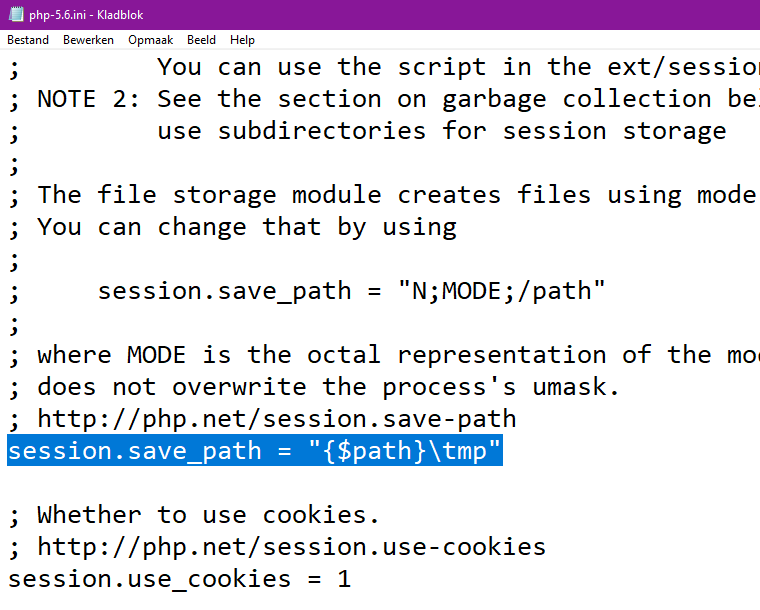 php-5.6.ini - Kladblok
Bestand Bewerken Opmaak Beeld Help
; You can use the script in the ext/session
; NOTE 2: See the section on garbage collection
; use subdirectories for session storage
;
; The file storage module creates files using mode
; You can change that by using
;
; session.save_path = "N;MODE;/path"
;
; where MODE is the octal representation of the
; does not overwrite the process's umask.
; http://php.net/session.save-path
session.save_path = "{$path}\tmp"
; Whether to use cookies.
; http://php.net/session.use-cookies
session.use_cookies = 1